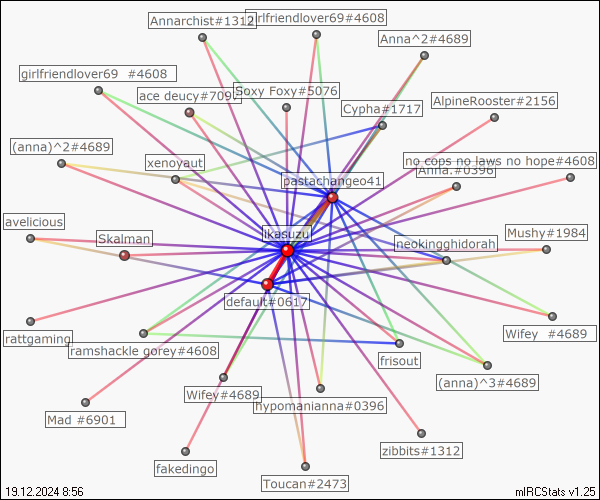 Annarchist#1312
girlfriendlover69#4608
Anna^2#4689
girlfriendlover69 #4608
ace deucy#709
Soxy Foxy#5076
Cypha#1717
AlpineRooster#2156
(anna)^2#4689
xenoyaut
no cops no laws no hope#4608
Anna.#0396
pastachangeo41
avelicious
Skalman
ikasuzu
neokingghidorah
Mushy#1984
default#0617
rattgaming
ramshackle gorey#4608
Wifey #4689
frisout
(anna)^3#4689
Wifey#4689
hypomanianna#0396
Mad #6901
zibbits#1312
fakedingo
Toucan#2473
19.12.2024 8:56
mIRCStats v1.25